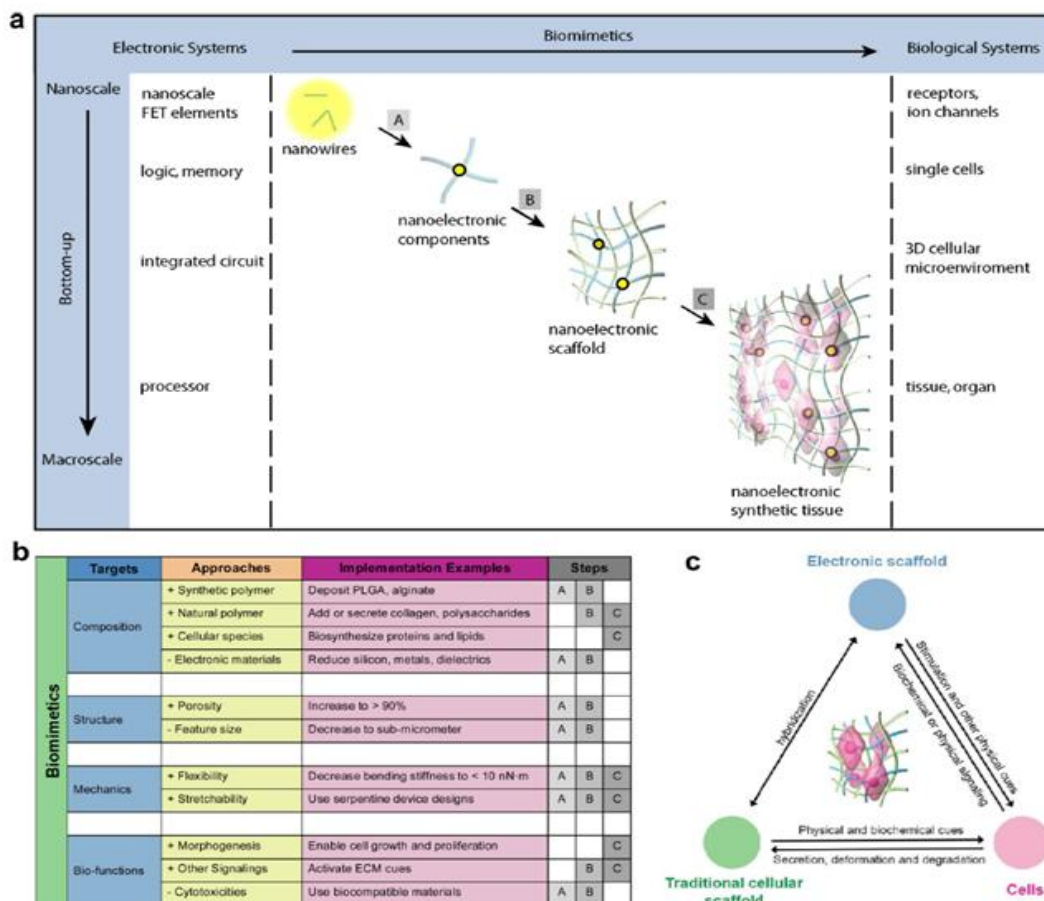 a
Electronic Systems
Biomimetics
Biological Systems
Nanoscale
Bottom-up
Macroscale
nanoscale
FET elements
logic, memory
integrated circuit
processor
nanowires
A
nanoelectronic
components
B
nanoelectronic
scaffold
C
nanoelectronic
synthetic tissue
receptors,
ion channels
single cells
3D cellular
microenviroment
tissue, organ
b
Biomimetics
Targets Approaches Implementation Examples Steps
Composition
+ Synthetic polymer Deposit PLGA, alginate A B
+ Natural polymer Add or secrete collagen, polysaccharides B C
+ Cellular species Biosynthesize proteins and lipids C
- Electronic materials Reduce silicon, metals, dielectrics A B
Structure
+ Porosity Increase to > 90% A B
- Feature size Decrease to sub-micrometer A B
Mechanics
+ Flexibility Decrease bending stiffness to < 10 nN·m A B C
+ Stretchability Use serpentine device designs A B C
Bio-functions
+ Morphogenesis Enable cell growth and proliferation C
+ Other Signalings Activate ECM cues B C
- Cytotoxicities Use biocompatible materials A B
c
Electronic scaffold
hybridization
Stimulation and other physical cues
Biochemical or physical signaling
Physical and biochemical cues
Secretion, deformation and degradation
Traditional cellular
scaffold
Cells